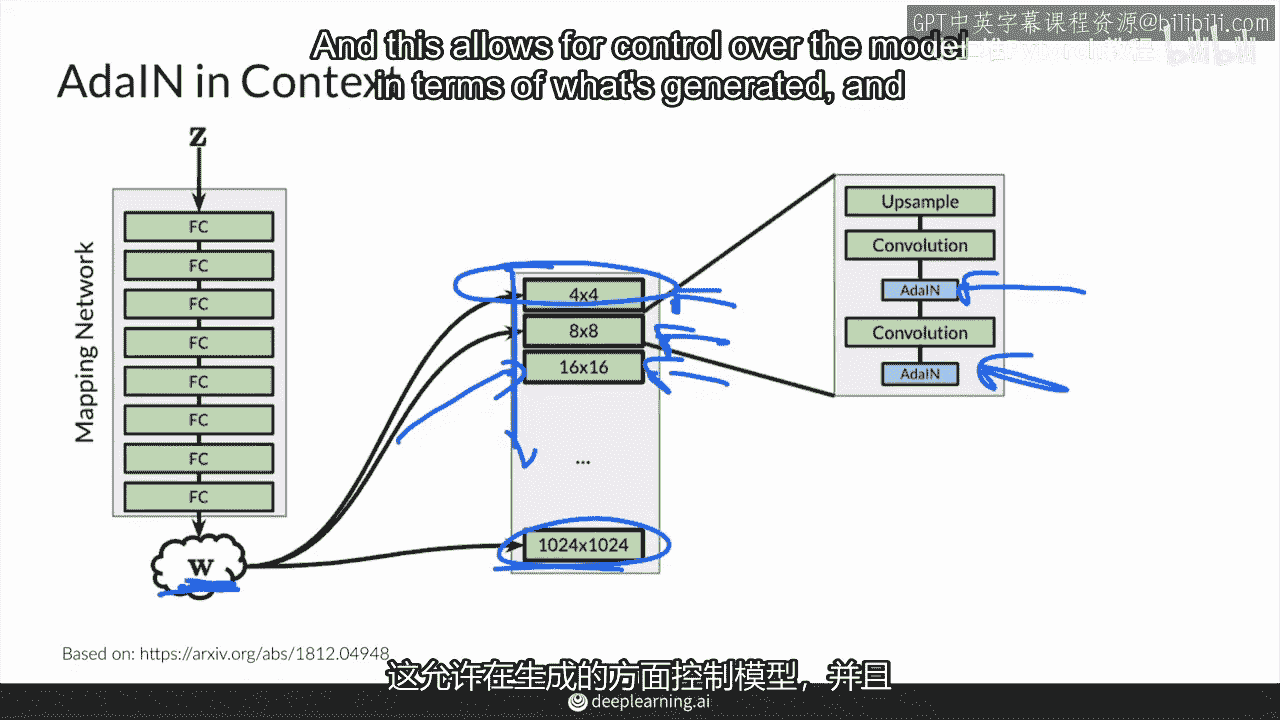 GPT中英字幕课程资源@bilibili.com
And this allows for control over the model
in terms of what's generated, and
AdaIN in Context
z
Mapping Network
FC
FC
FC
FC
FC
FC
FC
FC
w
4x4
8x8
16x16
...
1024x1024
Upsample
Convolution
AdaIN
Convolution
AdaIN
Based on: https://arxiv.org/abs/1812.04948
这允许在生成的方面控制模型，并且
deeplearning.ai